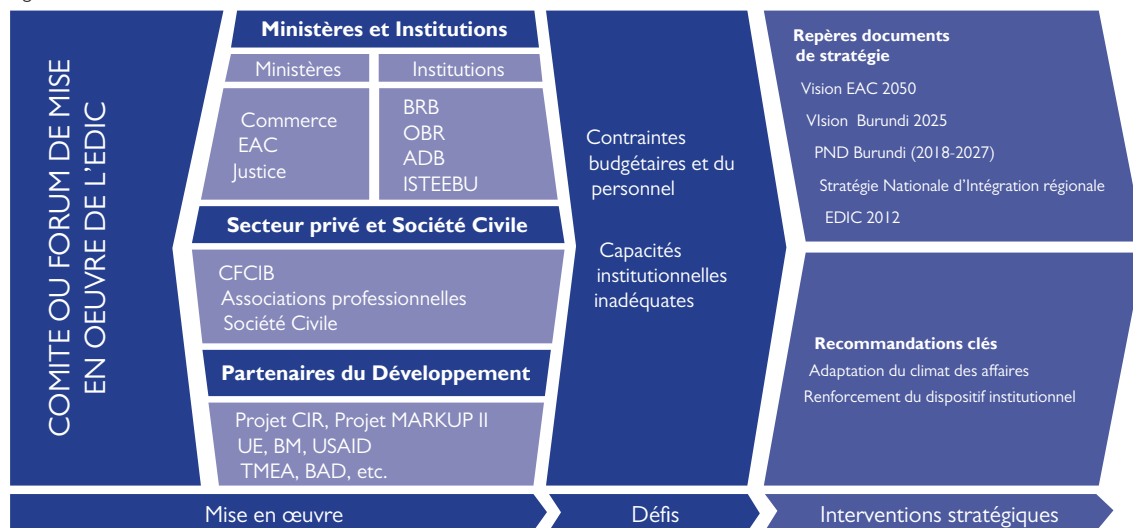 COMITE OU FORUM DE MISE
EN OEUVRE DE L'EDIC
Ministères et Institutions
Ministères
Institutions
Commerce
EAC
Justice
BRB
OBR
ADB
ISTEEBU
Secteur privé et Société Civile
CFCIB
Associations professionnelles
Société Civile
Partenaires du Développement
Projet CIR, Projet MARKUP II
UE, BM, USAID
TMEA, BAD, etc.
Contraintes
budgétaires et du
personnel
Capacités
institutionnelles
inadéquates
Repères documents
de stratégie
Vision EAC 2050
VIsion Burundi 2025
PND Burundi (2018-2027)
Stratégie Nationale d'Intégration régionale
EDIC 2012
Recommandations clés
Adaptation du climat des affaires
Renforcement du dispositif institutionnel
Mise en œuvre
Défis
Interventions stratégiques